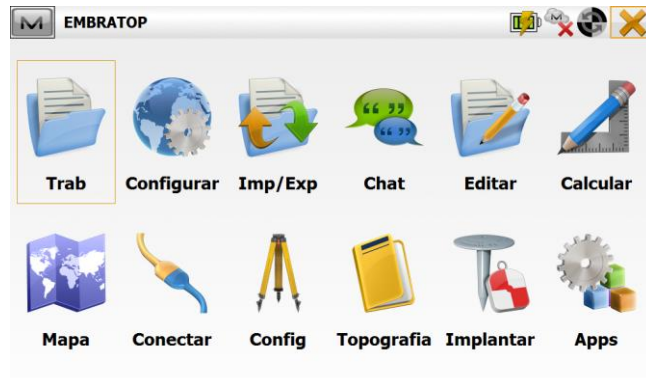 EMBRATOP
Trab Configurar Imp/Exp Chat Editar Calcular
Mapa Conectar Config Topografia Implantar Apps